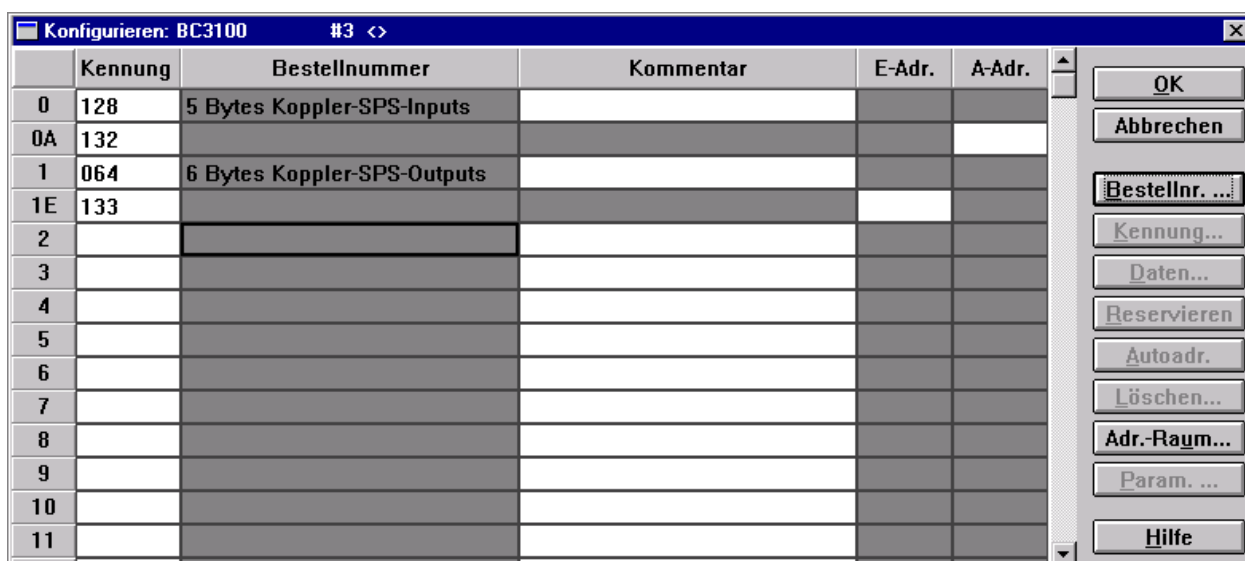 Konfigurieren: BC3100 #3 <>
Kennung Bestellnummer Kommentar E-Adr. A-Adr.
0 128 5 Bytes Koppler-SPS-Inputs
0A 132
1 064 6 Bytes Koppler-SPS-Outputs
1E 133
2
3
4
5
6
7
8
9
10
11
OK
Abbrechen
Bestellnr. ...
Kennung...
Daten...
Reservieren
Autoadr.
Löschen...
Adr.-Raum...
Param. ...
Hilfe